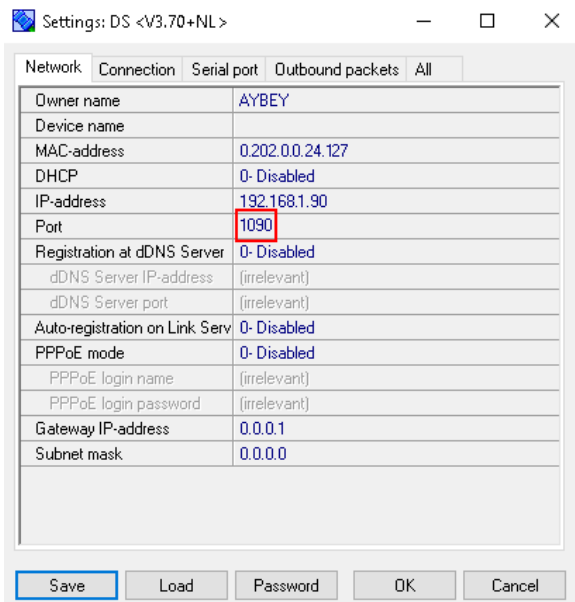 Settings: DS <V3.70+NL>
Network Connection Serial port Outbound packets All
Owner name AYBEY
Device name
MAC-address 0.202.0.0.24.127
DHCP 0- Disabled
IP-address 192.168.1.90
Port 1090
Registration at dDNS Server 0- Disabled
dDNS Server IP-address (irrelevant)
dDNS Server port (irrelevant)
Auto-registration on Link Serv 0- Disabled
PPPoE mode 0- Disabled
PPPoE login name (irrelevant)
PPPoE login password (irrelevant)
Gateway IP-address 0.0.0.1
Subnet mask 0.0.0.0
Save Load Password OK Cancel